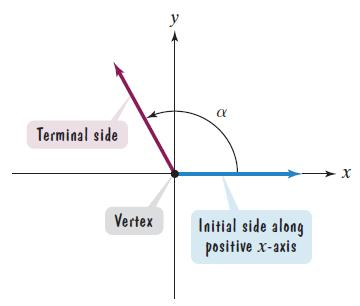 y
α
Terminal side
x
Vertex
Initial side along
positive x-axis